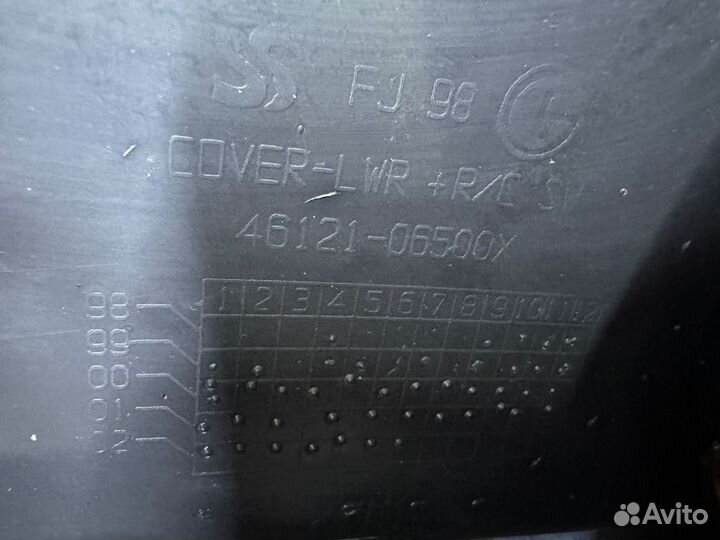 FJ 98
COVER-LWR +R/C
46121-06500X
98 1 2 3 4 5 6 7 8 9 10 11 12
99
00
01
Avito